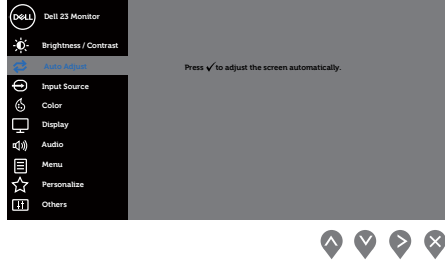 DELL
Dell 23 Monitor
Brightness / Contrast
Auto Adjust
Press ✓ to adjust the screen automatically.
Input Source
Color
Display
Audio
Menu
Personalize
Others